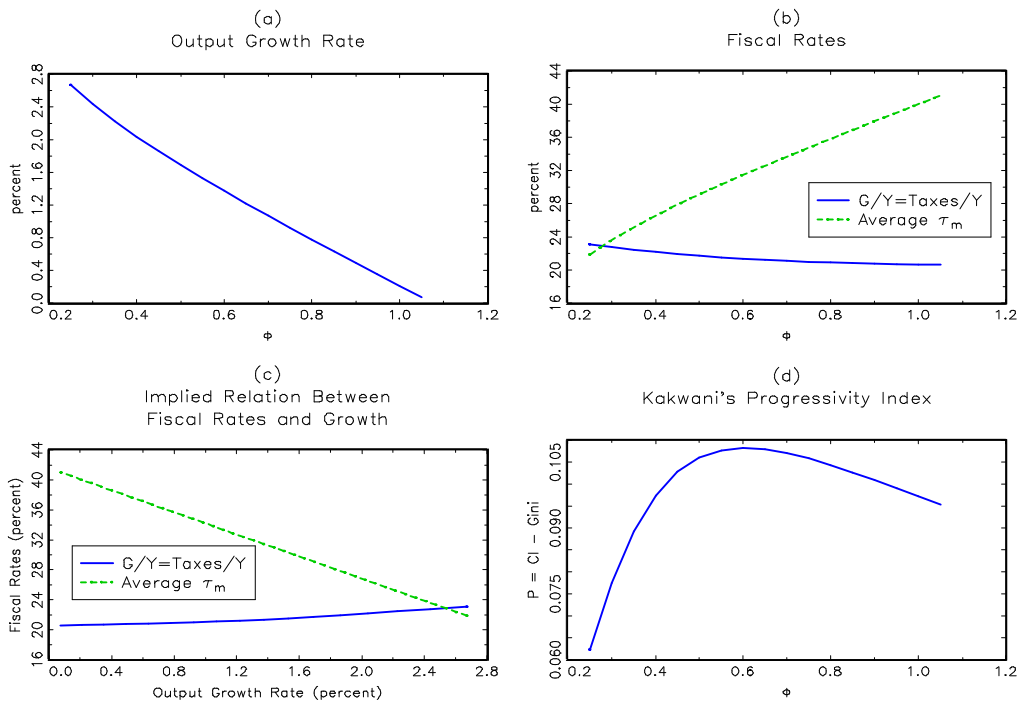 (a)
Output Growth Rate
percent
2.8
2.4
2.0
1.6
1.2
0.8
0.4
0.0
0.2 0.4 0.6 0.8 1.0 1.2
Φ
(b)
Fiscal Rates
percent
44
40
36
32
28
24
20
16
G/Y=Taxes/Y
Average τm
0.2 0.4 0.6 0.8 1.0 1.2
Φ
(c)
Implied Relation Between
Fiscal Rates and Growth
Fiscal Rates (percent)
44
40
36
32
28
24
20
16
G/Y=Taxes/Y
Average τm
0.0 0.4 0.8 1.2 1.6 2.0 2.4 2.8
Output Growth Rate (percent)
(d)
Kakwani's Progressivity Index
P = CI − Gini
0.105
0.090
0.075
0.060
0.2 0.4 0.6 0.8 1.0 1.2
Φ